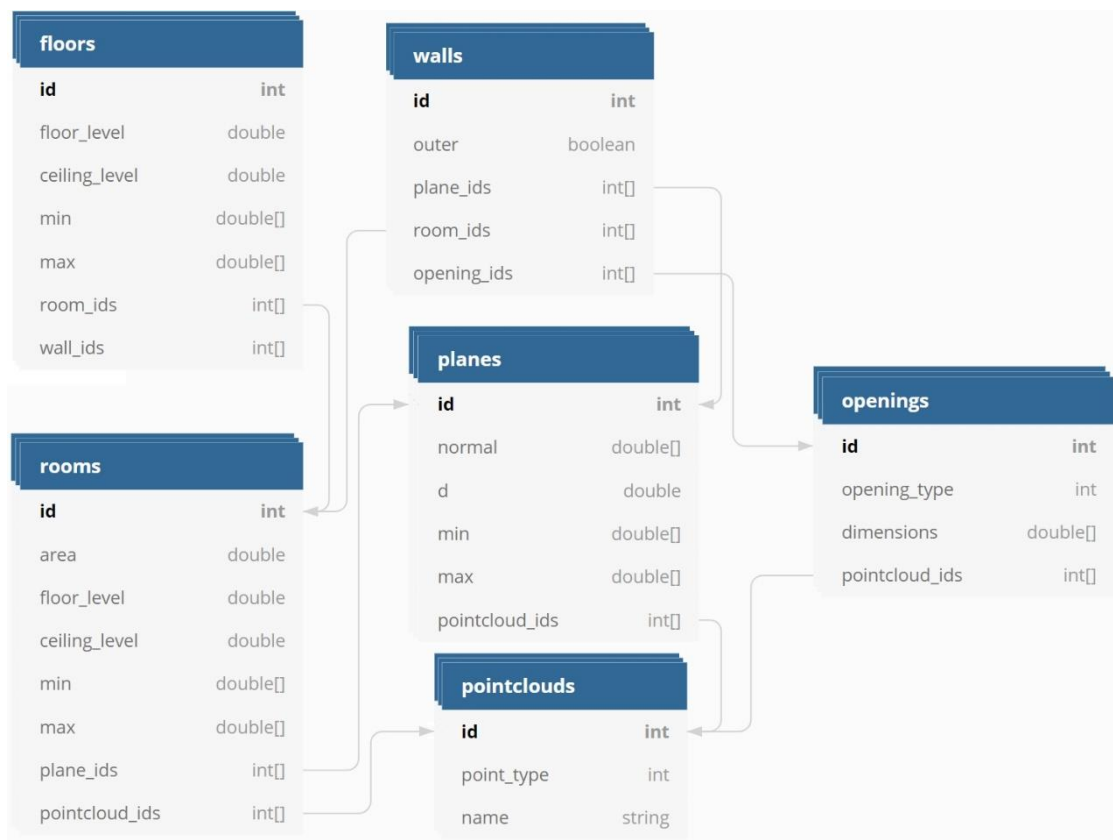 floors
id int
floor_level double
ceiling_level double
min double[]
max double[]
room_ids int[]
wall_ids int[]
walls
id int
outer boolean
plane_ids int[]
room_ids int[]
opening_ids int[]
planes
id int
normal double[]
d double
min double[]
max double[]
pointcloud_ids int[]
openings
id int
opening_type int
dimensions double[]
pointcloud_ids int[]
rooms
id int
area double
floor_level double
ceiling_level double
min double[]
max double[]
plane_ids int[]
pointcloud_ids int[]
pointclouds
id int
point_type int
name string